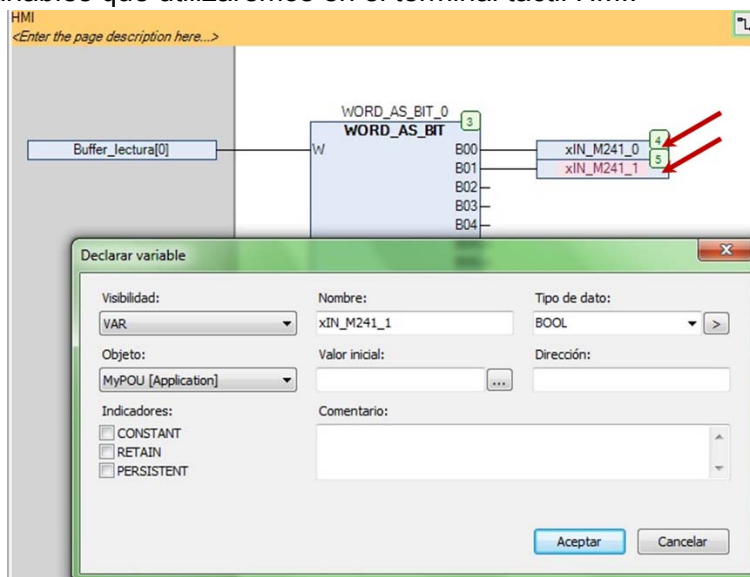 HMI
<Enter the page description here...>
WORD_AS_BIT_0
3
WORD_AS_BIT
Buffer_lectura[0]
W
B00
xIN_M241_0
4
B01
xIN_M241_1
5
B02
B03
B04
Declarar variable
Visibilidad:
Nombre:
Tipo de dato:
VAR
xIN_M241_1
BOOL
>
Objeto:
Valor inicial:
Dirección:
MyPOU [Application]
...
Indicadores:
Comentario:
CONSTANT
RETAIN
PERSISTENT
Aceptar
Cancelar